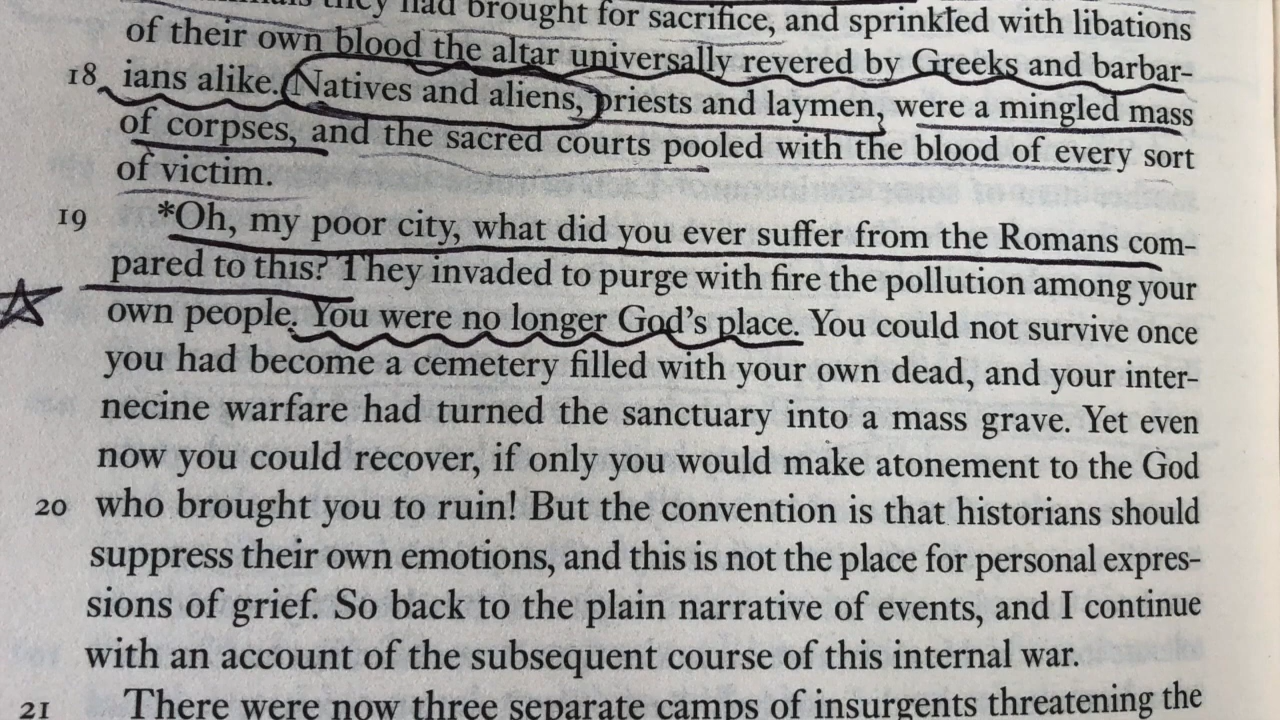 they had brought for sacrifice, and sprinkled with libations
of their own blood the altar universally revered by Greeks and barbar-
18 ians alike. Natives and aliens, priests and laymen, were a mingled mass
of corpses, and the sacred courts pooled with the blood of every sort
of victim.
19 *Oh, my poor city, what did you ever suffer from the Romans com-
pared to this? They invaded to purge with fire the pollution among your
own people. You were no longer God's place. You could not survive once
you had become a cemetery filled with your own dead, and your inter-
necine warfare had turned the sanctuary into a mass grave. Yet even
now you could recover, if only you would make atonement to the God
20 who brought you to ruin! But the convention is that historians should
suppress their own emotions, and this is not the place for personal expres-
sions of grief. So back to the plain narrative of events, and I continue
with an account of the subsequent course of this internal war.
21 There were now three separate camps of insurgents threatening the